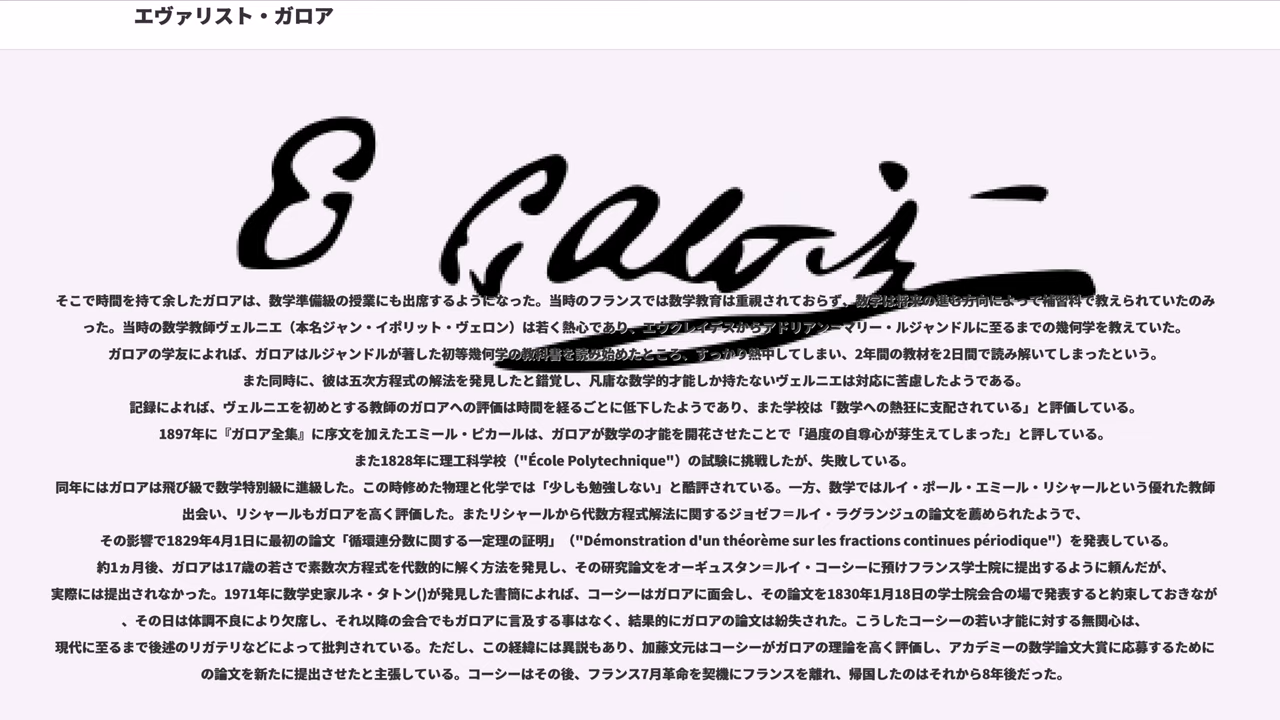 エヴァリスト・ガロア
E Galois
そこで時間を持て余したガロアは、数学準備級の授業にも出席するようになった。当時のフランスでは数学教育は重視されておらず、数学は将来の進む方向によって補習科で教えられていたのみ
った。当時の数学教師ヴェルニエ（本名ジャン・イポリット・ヴェロン）は若く熱心であり、エウクレイデスからアドリアン＝マリー・ルジャンドルに至るまでの幾何学を教えていた。
ガロアの学友によれば、ガロアはルジャンドルが著した初等幾何学の教科書を読み始めたところ、すっかり熱中してしまい、2年間の教材を2日間で読み解いてしまったという。
また同時に、彼は五次方程式の解法を発見したと錯覚し、凡庸な数学的才能しか持たないヴェルニエは対応に苦慮したようである。
記録によれば、ヴェルニエを初めとする教師のガロアへの評価は時間を経るごとに低下したようであり、また学校は「数学への熱狂に支配されている」と評価している。
1897年に『ガロア全集』に序文を加えたエミール・ピカールは、ガロアが数学の才能を開花させたことで「過度の自尊心が芽生えてしまった」と評している。
また1828年に理工科学校（"École Polytechnique"）の試験に挑戦したが、失敗している。
同年にはガロアは飛び級で数学特別級に進級した。この時修めた物理と化学では「少しも勉強しない」と酷評されている。一方、数学ではルイ・ポール・エミール・リシャールという優れた教師
出会い、リシャールもガロアを高く評価した。またリシャールから代数方程式解法に関するジョゼフ＝ルイ・ラグランジュの論文を薦められたようで、
その影響で1829年4月1日に最初の論文「循環連分数に関する一定理の証明」（"Démonstration d'un théorème sur les fractions continues périodique"）を発表している。
約1ヵ月後、ガロアは17歳の若さで素数次方程式を代数的に解く方法を発見し、その研究論文をオーギュスタン＝ルイ・コーシーに預けフランス学士院に提出するように頼んだが、
実際には提出されなかった。1971年に数学史家ルネ・タトン()が発見した書簡によれば、コーシーはガロアに面会し、その論文を1830年1月18日の学士院会合の場で発表すると約束しておきなが
、その日は体調不良により欠席し、それ以降の会合でもガロアに言及する事はなく、結果的にガロアの論文は紛失された。こうしたコーシーの若い才能に対する無関心は、
現代に至るまで後述のリガテリなどによって批判されている。ただし、この経緯には異説もあり、加藤文元はコーシーがガロアの理論を高く評価し、アカデミーの数学論文大賞に応募するために
の論文を新たに提出させたと主張している。コーシーはその後、フランス7月革命を契機にフランスを離れ、帰国したのはそれから8年後だった。